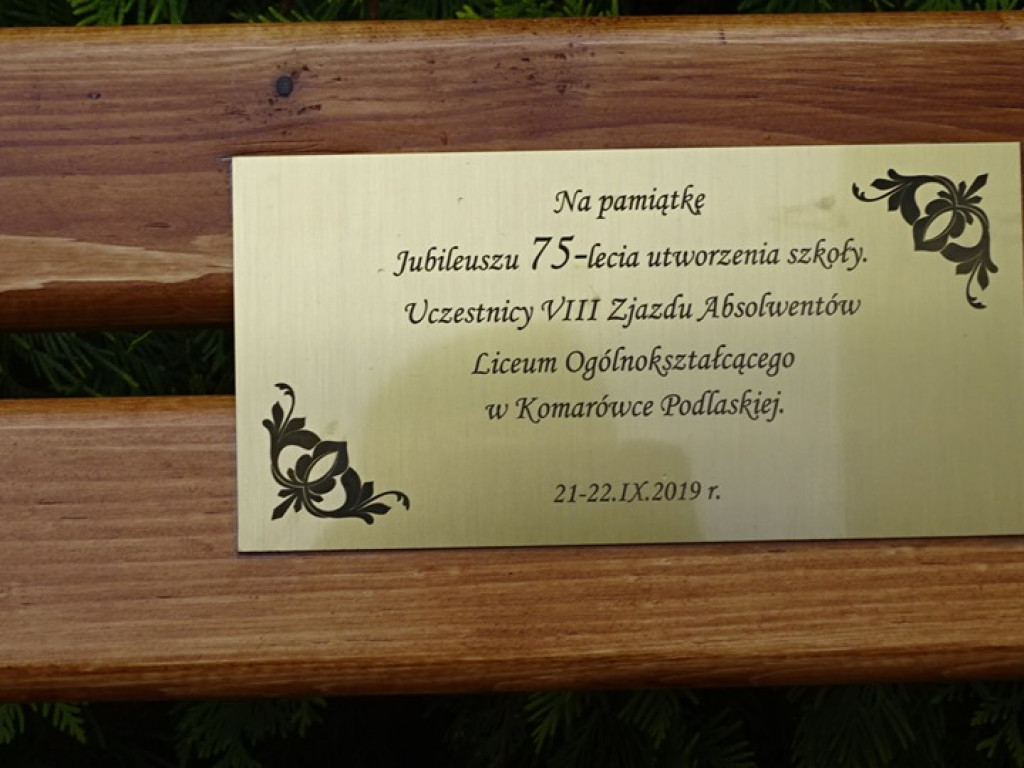 Na pamiątkę
Jubileuszu 75-lecia utworzenia szkoły.
Uczestnicy VIII Zjazdu Absolwentów
Liceum Ogólnokształcącego
w Komarówce Podlaskiej.
21-22.IX.2019 r.